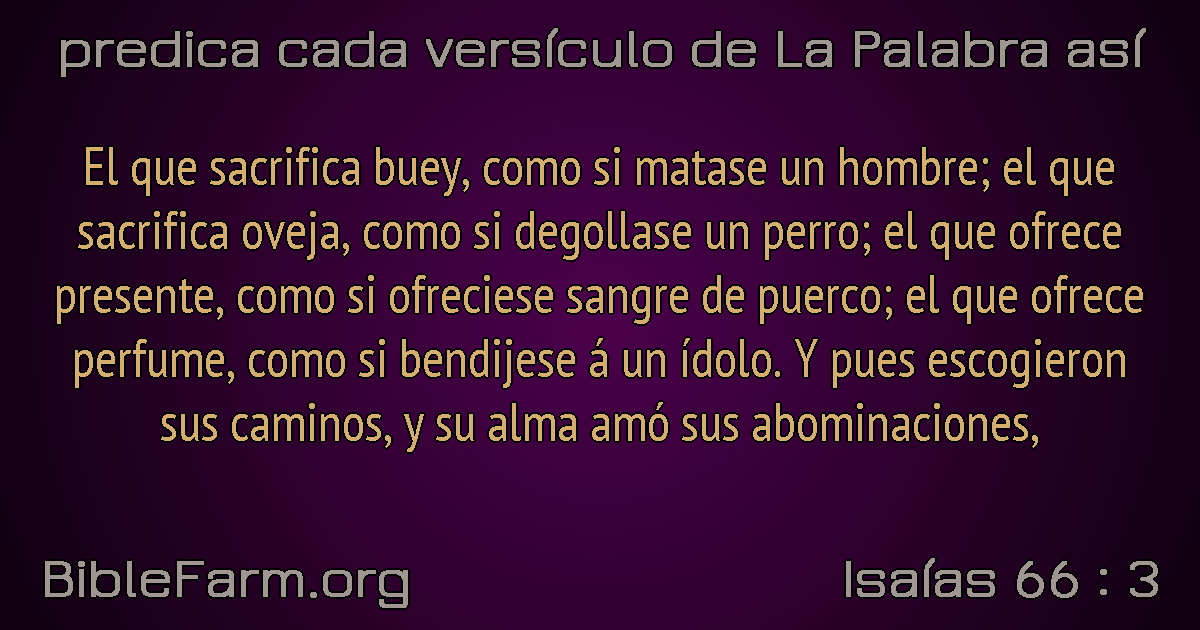 predica cada versículo de La Palabra así
El que sacrifica buey, como si matase un hombre; el que
sacrifica oveja, como si degollase un perro; el que ofrece
presente, como si ofreciese sangre de puerco; el que ofrece
perfume, como si bendijese á un ídolo. Y pues escogieron
sus caminos, y su alma amó sus abominaciones,
BibleFarm.org
Isaías 66 : 3